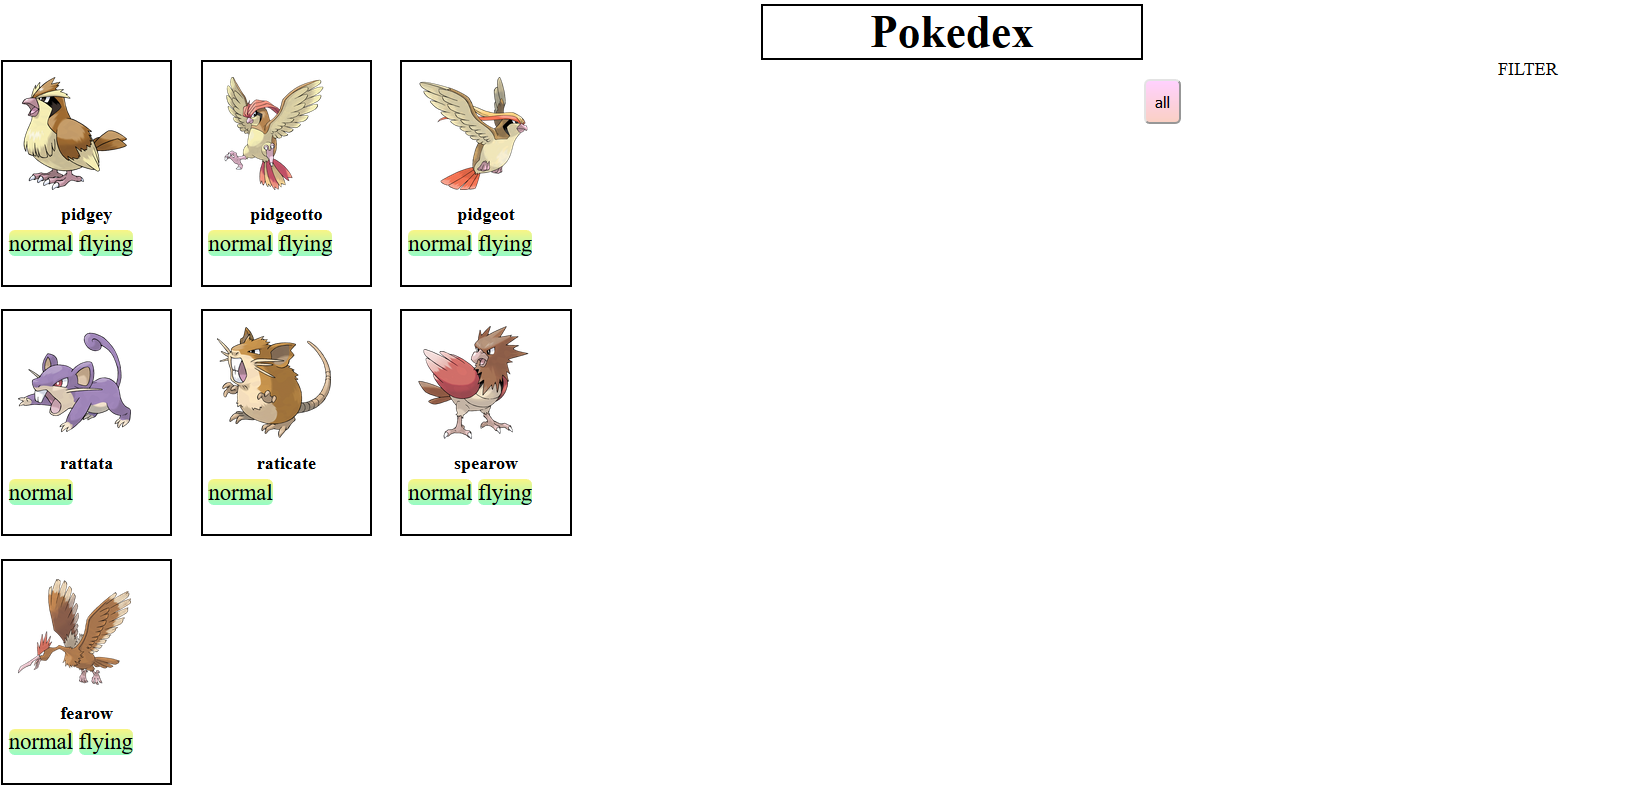 Pokedex
FILTER
all
pidgey
normal flying
pidgeotto
normal flying
pidgeot
normal flying
rattata
normal
raticate
normal
spearow
normal flying
fearow
normal flying